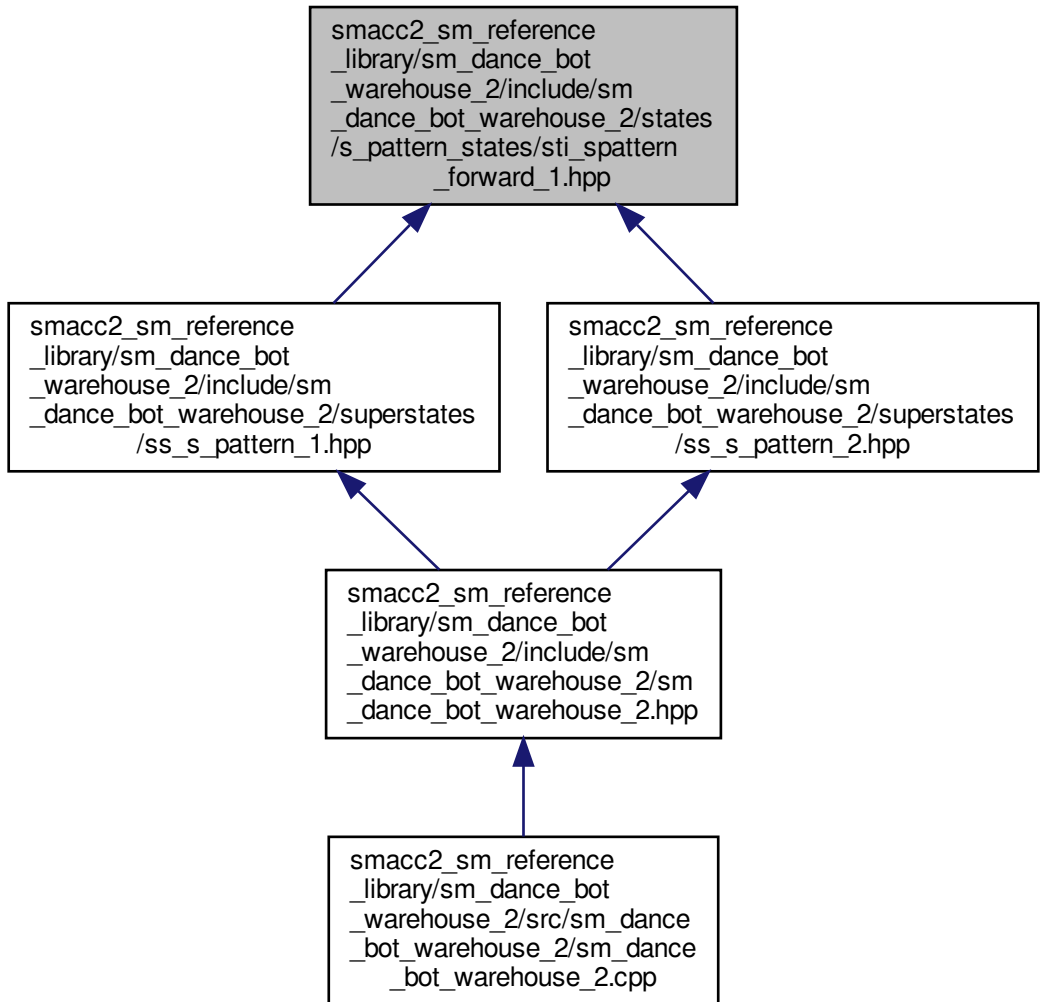 smacc2_sm_reference
_library/sm_dance_bot
_warehouse_2/include/sm
_dance_bot_warehouse_2/states
/s_pattern_states/sti_spattern
_forward_1.hpp
smacc2_sm_reference
_library/sm_dance_bot
_warehouse_2/include/sm
_dance_bot_warehouse_2/superstates
/ss_s_pattern_1.hpp
smacc2_sm_reference
_library/sm_dance_bot
_warehouse_2/include/sm
_dance_bot_warehouse_2/superstates
/ss_s_pattern_2.hpp
smacc2_sm_reference
_library/sm_dance_bot
_warehouse_2/include/sm
_dance_bot_warehouse_2/sm
_dance_bot_warehouse_2.hpp
smacc2_sm_reference
_library/sm_dance_bot
_warehouse_2/src/sm_dance
_bot_warehouse_2/sm_dance
_bot_warehouse_2.cpp